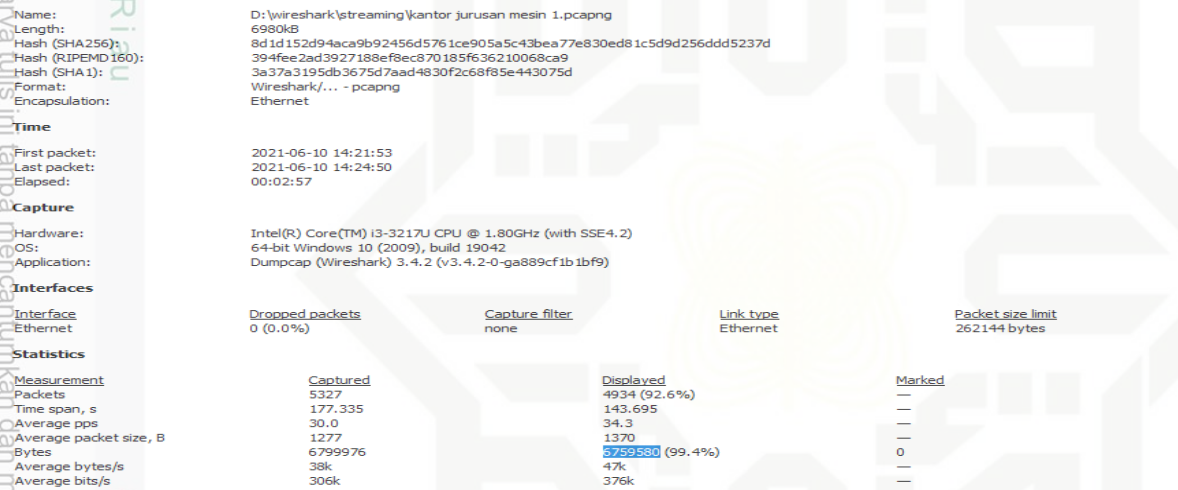 Name: D:\wireshark\streaming\kantor jurusan mesin 1.pcapng
Length: 6980kB
Hash (SHA256): 8d1d152d94aca9b92456d5761ce905a5c43bea77e830ed81c5d9d256ddd5237d
Hash (RIPEMD160): 394fee2ad3927188ef8ec870185f636210068ca9
Hash (SHA1): 3a37a3195db3675d7aad4830f2c68f85e443075d
Format: Wireshark/... - pcapng
Encapsulation: Ethernet
Time
First packet: 2021-06-10 14:21:53
Last packet: 2021-06-10 14:24:50
Elapsed: 00:02:57
Capture
Hardware: Intel(R) Core(TM) i3-3217U CPU @ 1.80GHz (with SSE4.2)
OS: 64-bit Windows 10 (2009), build 19042
Application: Dumpcap (Wireshark) 3.4.2 (v3.4.2-0-ga889cf1b1bf9)
Interfaces
Interface Dropped packets Capture filter Link type Packet size limit
Ethernet 0 (0.0%) none Ethernet 262144 bytes
Statistics
Measurement Captured Displayed Marked
Packets 5327 4934 (92.6%) —
Time span, s 177.335 143.695 —
Average pps 30.0 34.3 —
Average packet size, B 1277 1370 —
Bytes 6799976 6759580 (99.4%) 0
Average bytes/s 38k 47k —
Average bits/s 306k 376k —
Riau
tulis ini tanpa mencantumkan dan